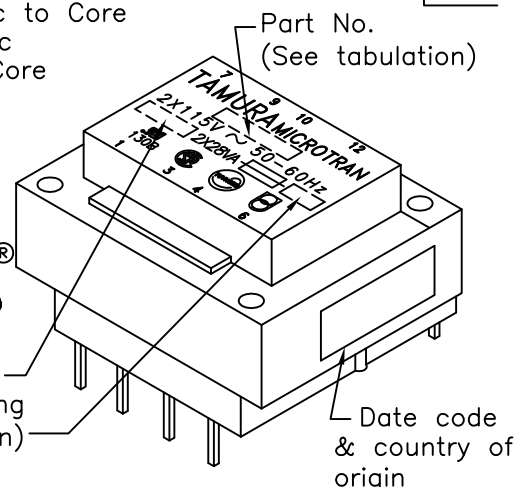 c to Core
c
Core
Part No.
(See tabulation)
7 9 10 12
TAMURA MICROTRAN
2X115V ~ 50-60Hz
130B 2X28VA
1 3 4 6
®
ng
n)
Date code
& country of
origin